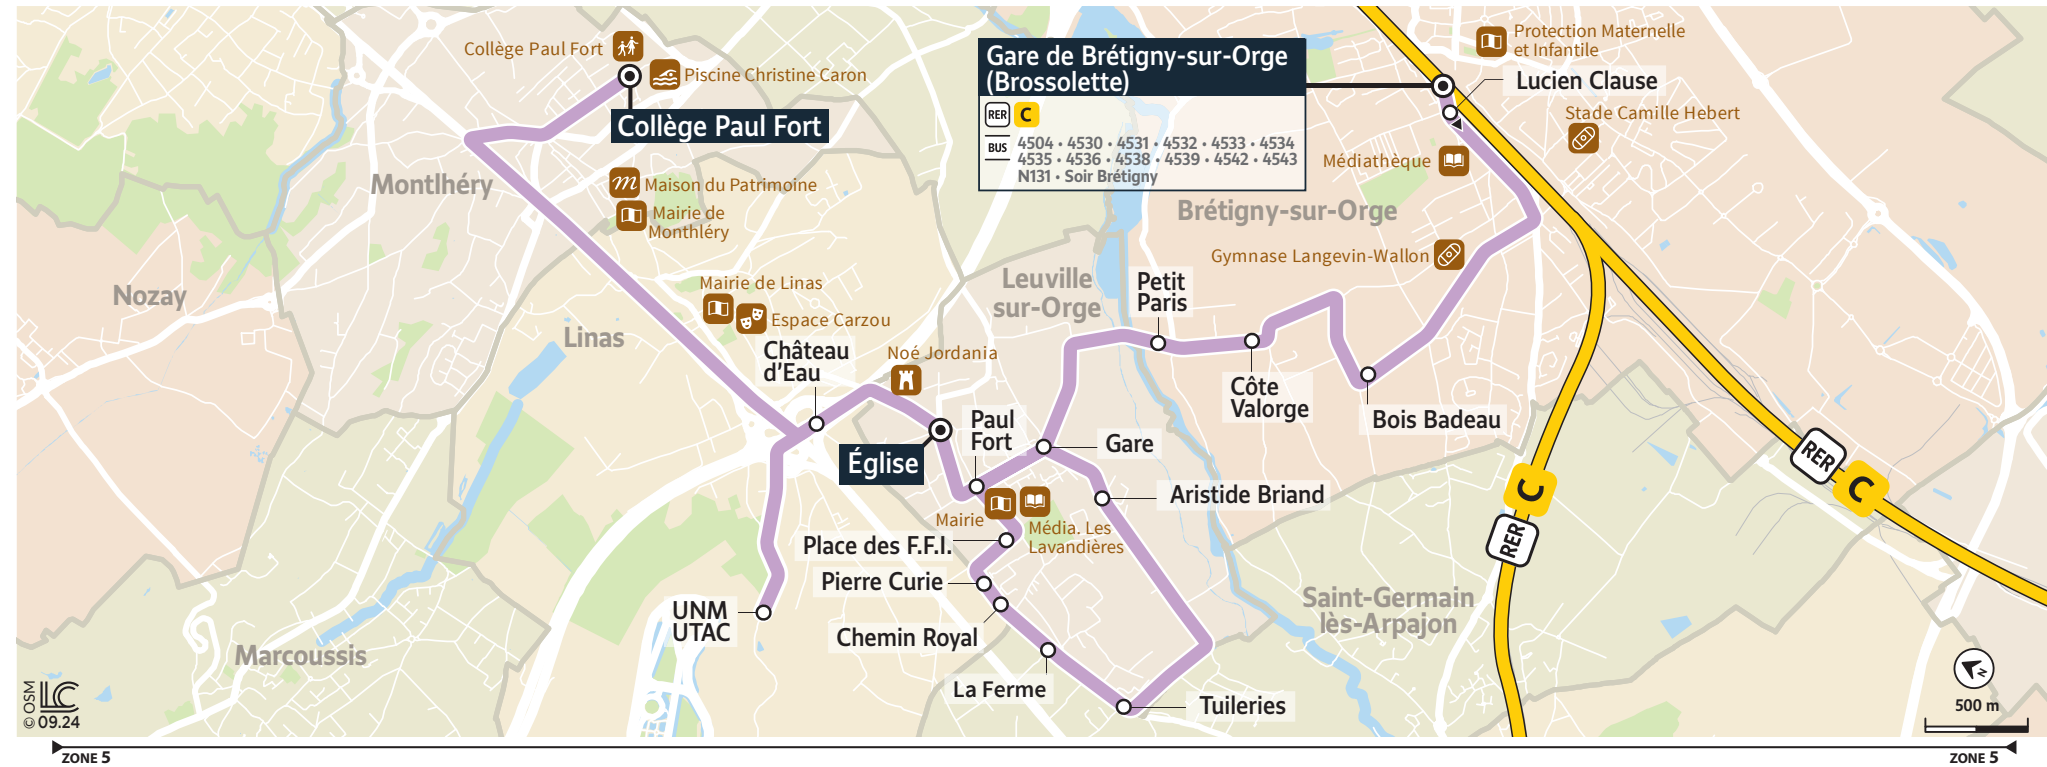 Collège Paul Fort
Piscine Christine Caron
Collège Paul Fort
Montlhéry
Maison du Patrimoine
Mairie de
Monthléry
Nozay
Mairie de Linas
Espace Carzou
Linas
Château
d'Eau
Noé Jordania
Église
Paul
Fort
Gare
Mairie
Média. Les
Lavandières
Aristide Briand
Place des F.F.I.
Pierre Curie
Chemin Royal
La Ferme
Tuileries
UNM
UTAC
Marcoussis
Gare de Brétigny-sur-Orge
(Brossolette)
RER C
BUS
4504 • 4530 • 4531 • 4532 • 4533 • 4534
4535 • 4536 • 4538 • 4539 • 4542 • 4543
N131 • Soir Brétigny
Protection Maternelle
et Infantile
Lucien Clause
Stade Camille Hebert
Médiathèque
Brétigny-sur-Orge
Gymnase Langevin-Wallon
Leuville
sur-Orge
Petit
Paris
Côte
Valorge
Bois Badeau
RER C
C
RER
Saint-Germain
lès-Arpajon
N
500 m
LLC
© OSM
© 09.24
ZONE 5
ZONE 5